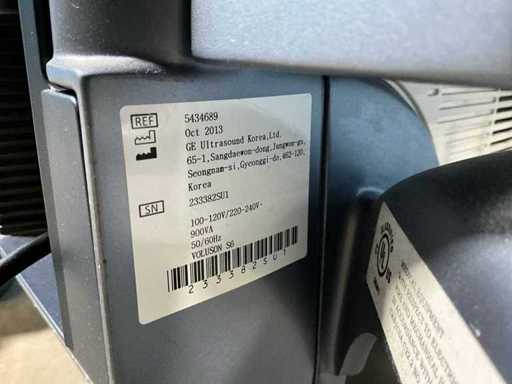 REF 5434689
Oct 2013
GE Ultrasound Korea,Ltd.
65-1,Sangdaewon-dong,Jungwon-gu,
Seongnam-si,Gyeonggi-do,462-120,
Korea
SN 233382SU1
100-120V/220-240V~
900VA
50/60Hz
VOLUSON S6
233382SU1